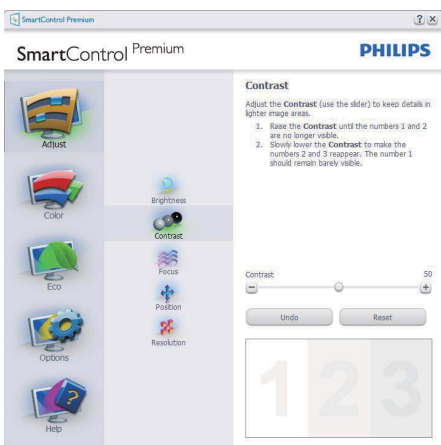 SmartControl Premium
SmartControl Premium
PHILIPS
Adjust
Color
Eco
Options
Help
Brightness
Contrast
Focus
Position
Resolution
Contrast
Adjust the Contrast (use the slider) to keep details in
lighter image areas.
1. Raise the Contrast until the numbers 1 and 2
are no longer visible.
2. Slowly lower the Contrast to make the
numbers 2 and 3 reappear. The number 1
should remain barely visible.
Contrast 50
Undo Reset
1 2 3